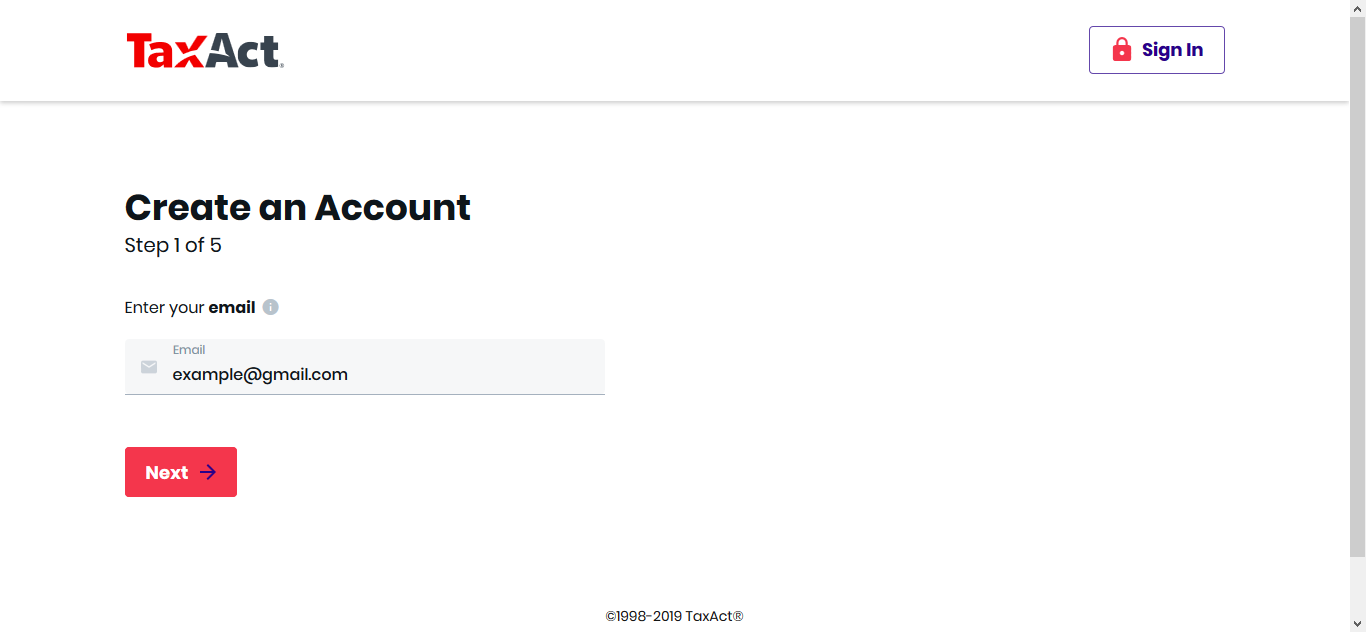 TaxAct®
Sign In
Create an Account
Step 1 of 5
Enter your email
Email
example@gmail.com
Next
©1998-2019 TaxAct®